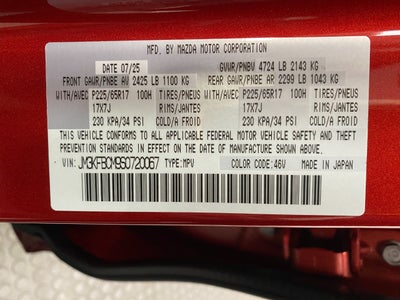 MFD. BY MAZDA MOTOR CORPORATION
DATE 07/25 GVWR/PNBV 4724 LB 2143 KG
FRONT GAWR/PNBE AV 2425 LB 1100 KG REAR GAWR/PNBE AR 2299 LB 1043 KG
WITH/AVEC P225/65R17 100H TIRES/PNEUS WITH/AVEC P225/65R17 100H TIRES/PNEUS
17X7J RIMS/JANTES 17X7J RIMS/JANTES
230 KPA/34 PSI COLD/A FROID 230 KPA/34 PSI COLD/A FROID
THIS VEHICLE CONFORMS TO ALL APPLICABLE FEDERAL MOTOR VEHICLE SAFETY AND THEFT
PREVENTION STANDARDS IN EFFECT ON THE DATE OF MANUFACTURE SHOWN ABOVE.
VIN: JM3KFBCM9S0720067 TYPE:MPV COLOR CODE:46V MADE IN JAPAN